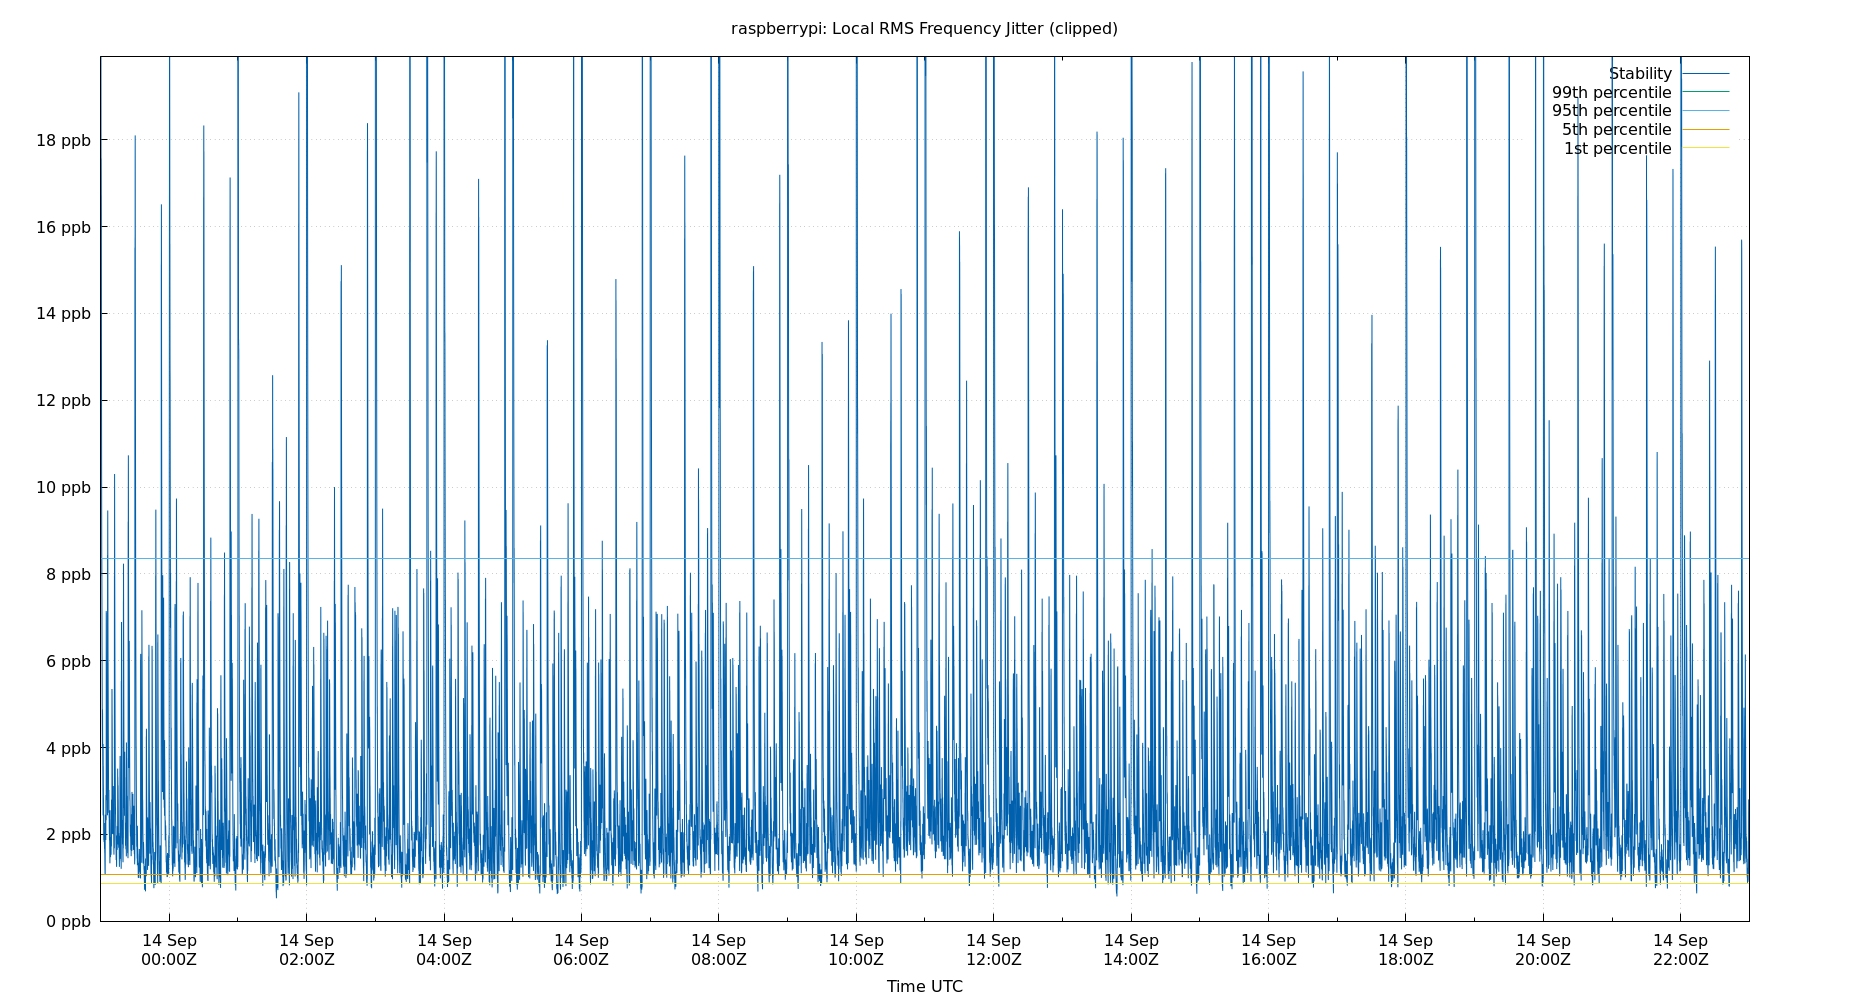 raspberrypi: Local RMS Frequency Jitter (clipped)
Stability
99th percentile
95th percentile
5th percentile
1st percentile
18 ppb
16 ppb
14 ppb
12 ppb
10 ppb
8 ppb
6 ppb
4 ppb
2 ppb
0 ppb
14 Sep 14 Sep 14 Sep 14 Sep 14 Sep 14 Sep 14 Sep 14 Sep 14 Sep 14 Sep 14 Sep 14 Sep
00:00Z 02:00Z 04:00Z 06:00Z 08:00Z 10:00Z 12:00Z 14:00Z 16:00Z 18:00Z 20:00Z 22:00Z
Time UTC